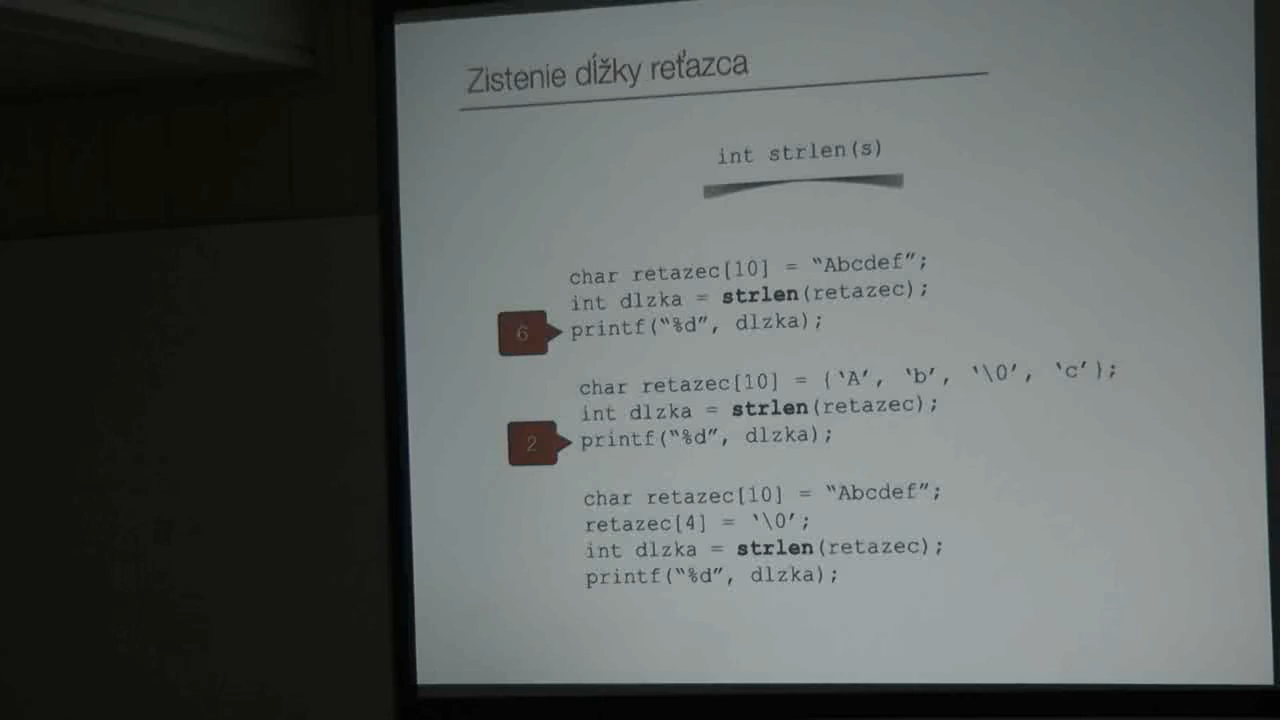 Zistenie dĺžky reťazca
int strlen(s)
char retazec[10] = “Abcdef”;
int dlzka = strlen(retazec);
6
printf(“%d”, dlzka);
char retazec[10] = {‘A’, ‘b’, ‘\0’, ‘c’};
int dlzka = strlen(retazec);
2
printf(“%d”, dlzka);
char retazec[10] = “Abcdef”;
retazec[4] = ‘\0’;
int dlzka = strlen(retazec);
printf(“%d”, dlzka);